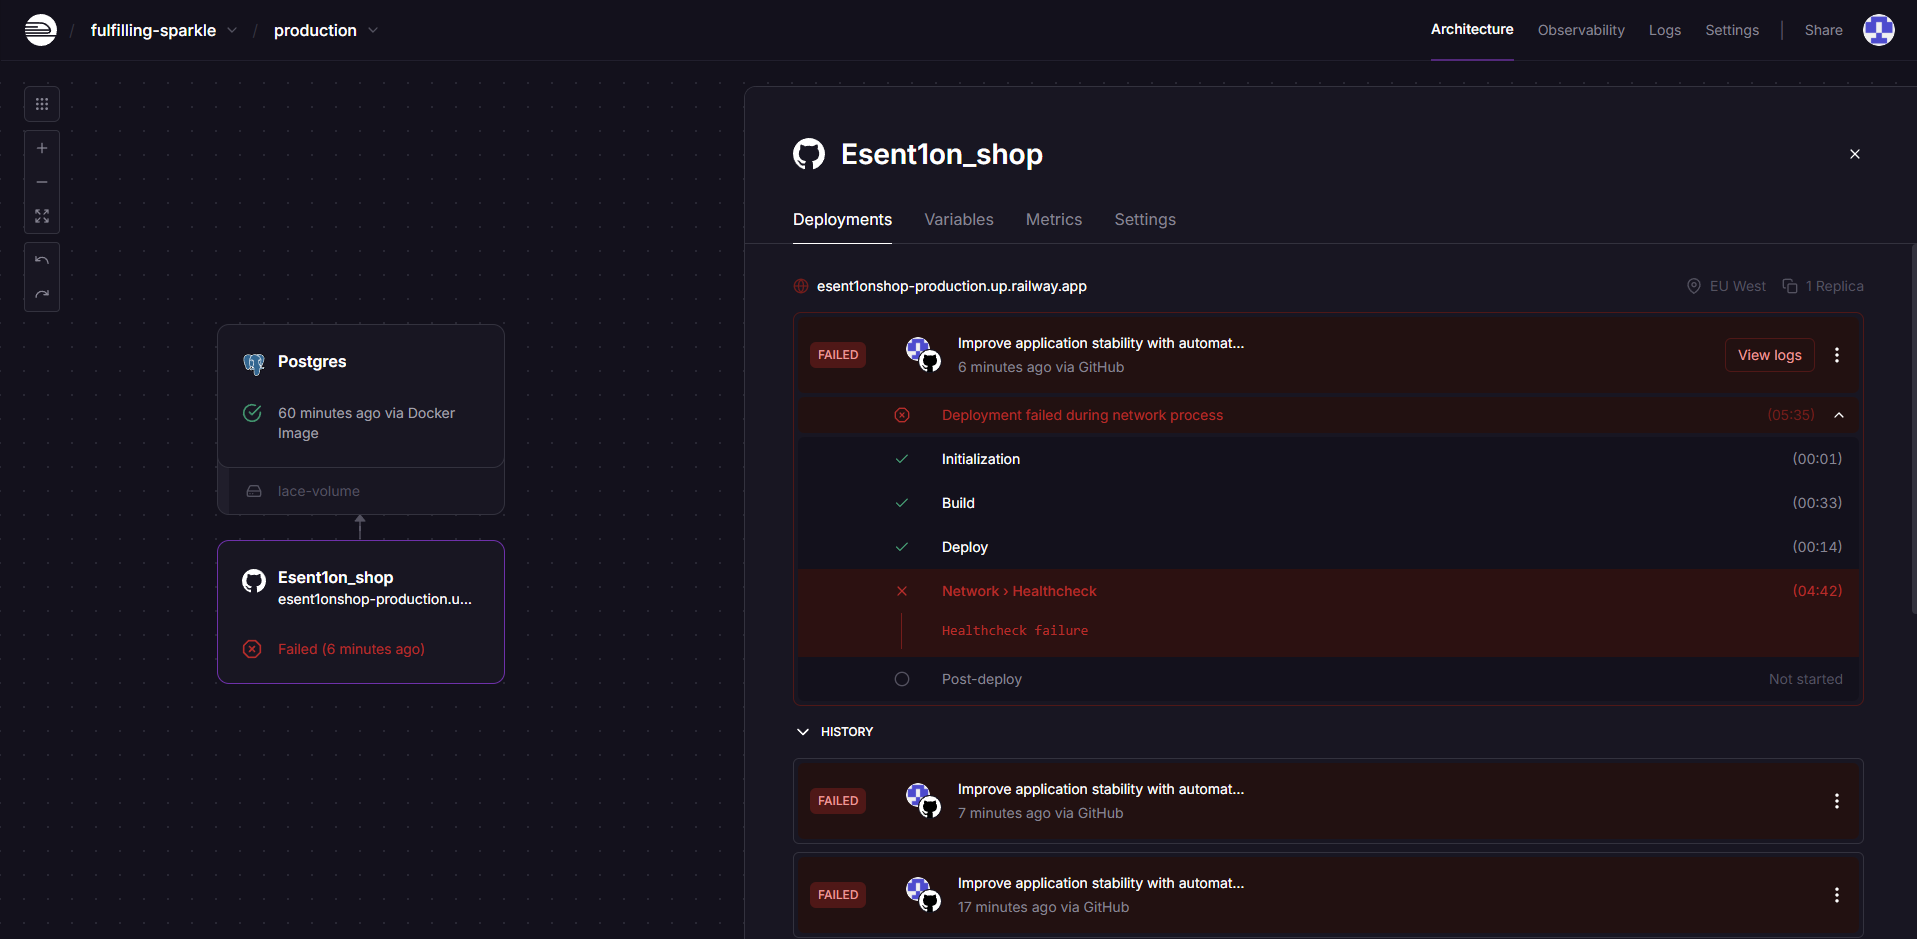 / fulfilling-sparkle / production
Architecture Observability Logs Settings | Share
Esent1on_shop
Deployments Variables Metrics Settings
esent1onshop-production.up.railway.app EU West 1 Replica
FAILED
Improve application stability with automat...
6 minutes ago via GitHub
View logs
Deployment failed during network process (05:35)
Initialization (00:01)
Build (00:33)
Deploy (00:14)
Network › Healthcheck (04:42)
Healthcheck failure
Post-deploy Not started
HISTORY
FAILED
Improve application stability with automat...
7 minutes ago via GitHub
FAILED
Improve application stability with automat...
17 minutes ago via GitHub
Postgres
60 minutes ago via Docker
Image
lace-volume
Esent1on_shop
esent1onshop-production.u...
Failed (6 minutes ago)